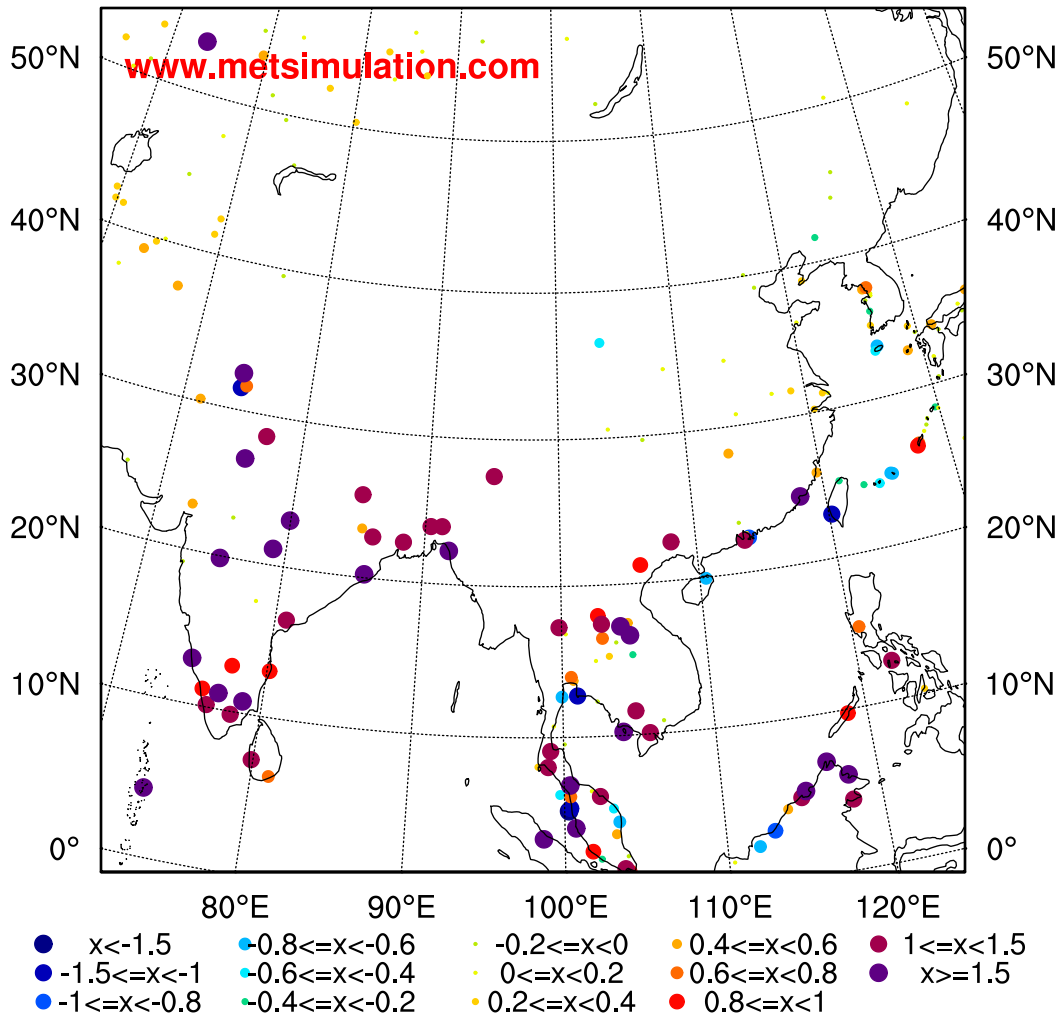 50°N 50°N
www.metsimulation.com
40°N 40°N
30°N 30°N
20°N 20°N
10°N 10°N
0° 0°
80°E 90°E 100°E 110°E 120°E
x<-1.5 -0.8<=x<-0.6 -0.2<=x<0 0.4<=x<0.6 1<=x<1.5
-1.5<=x<-1 -0.6<=x<-0.4 0<=x<0.2 0.6<=x<0.8 x>=1.5
-1<=x<-0.8 -0.4<=x<-0.2 0.2<=x<0.4 0.8<=x<1